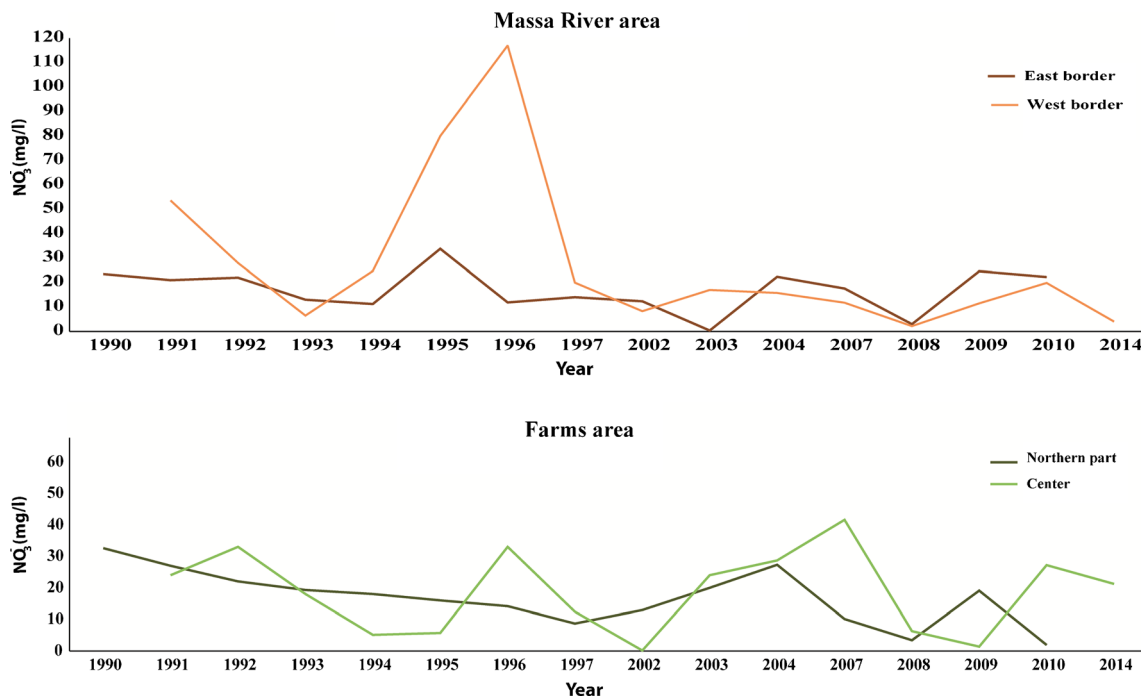 Massa River area
120
110
100
90
80
70
60
50
40
30
20
10
0
NO₃⁻(mg/l)
East border
West border
1990 1991 1992 1993 1994 1995 1996 1997 2002 2003 2004 2007 2008 2009 2010 2014
Year
Farms area
60
50
40
30
20
10
0
NO₃⁻(mg/l)
Northern part
Center
1990 1991 1992 1993 1994 1995 1996 1997 2002 2003 2004 2007 2008 2009 2010 2014
Year